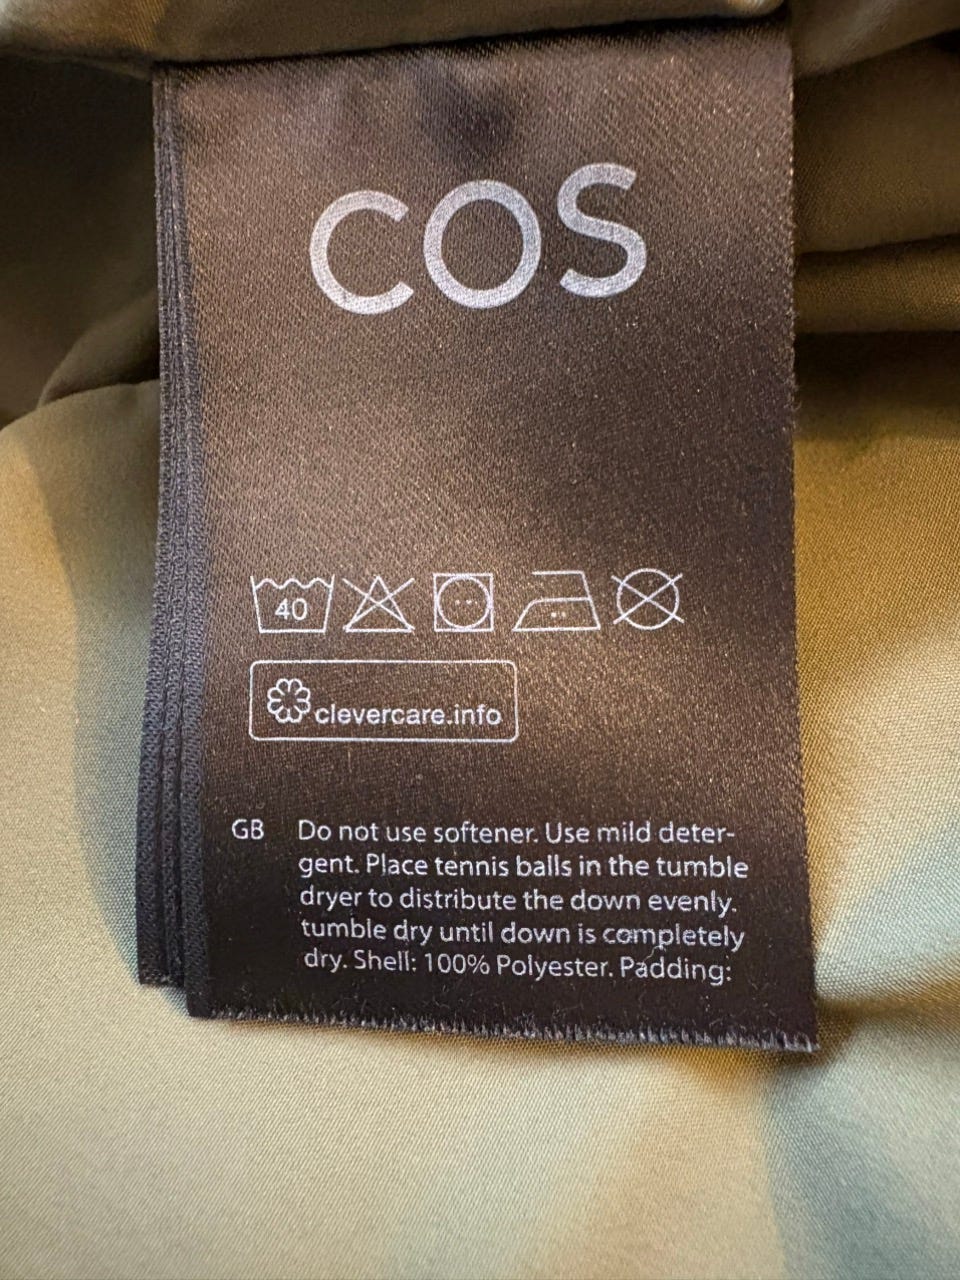 COS
40
clevercare.info
GB Do not use softener. Use mild deter-
gent. Place tennis balls in the tumble
dryer to distribute the down evenly.
tumble dry until down is completely
dry. Shell: 100% Polyester. Padding: